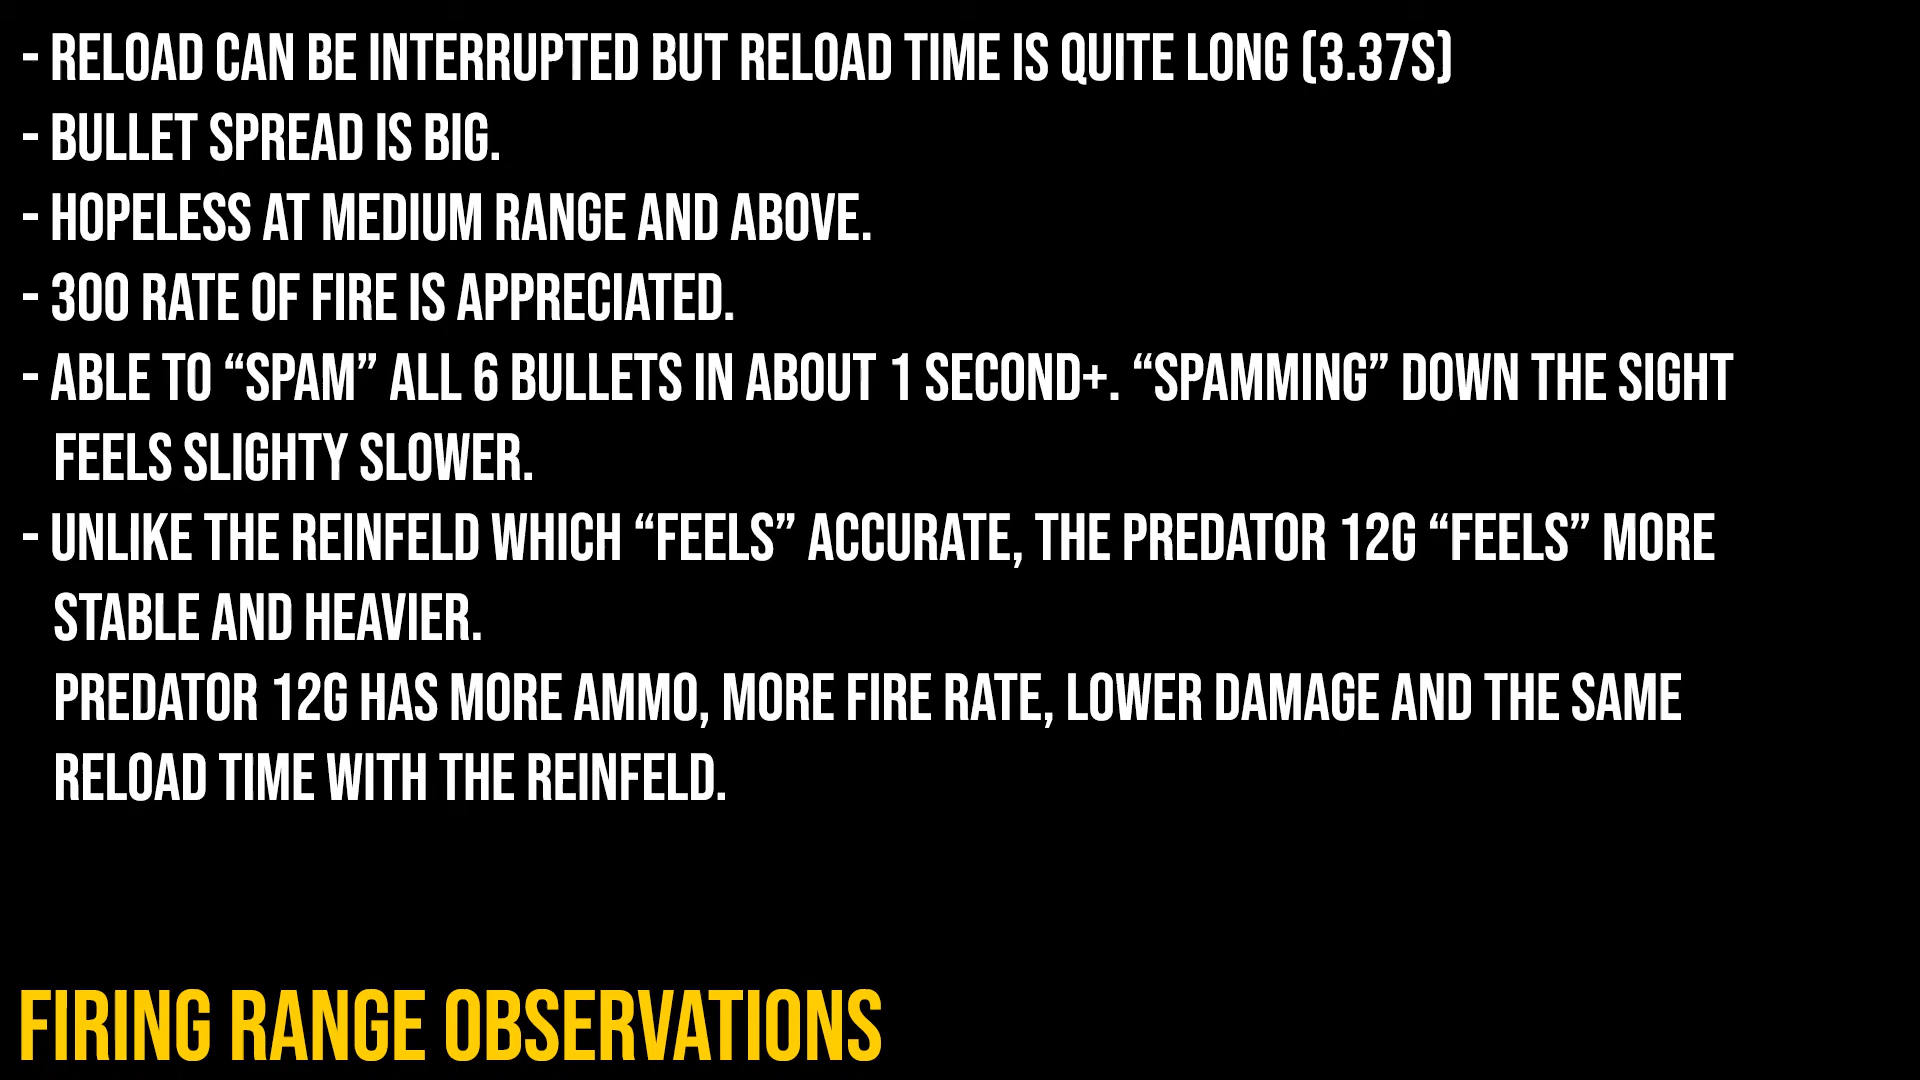 - RELOAD CAN BE INTERRUPTED BUT RELOAD TIME IS QUITE LONG (3.37S)
- BULLET SPREAD IS BIG.
- HOPELESS AT MEDIUM RANGE AND ABOVE.
- 300 RATE OF FIRE IS APPRECIATED.
- ABLE TO “SPAM” ALL 6 BULLETS IN ABOUT 1 SECOND+. “SPAMMING” DOWN THE SIGHT
FEELS SLIGHTY SLOWER.
- UNLIKE THE REINFELD WHICH “FEELS” ACCURATE, THE PREDATOR 12G “FEELS” MORE
STABLE AND HEAVIER.
PREDATOR 12G HAS MORE AMMO, MORE FIRE RATE, LOWER DAMAGE AND THE SAME
RELOAD TIME WITH THE REINFELD.
FIRING RANGE OBSERVATIONS